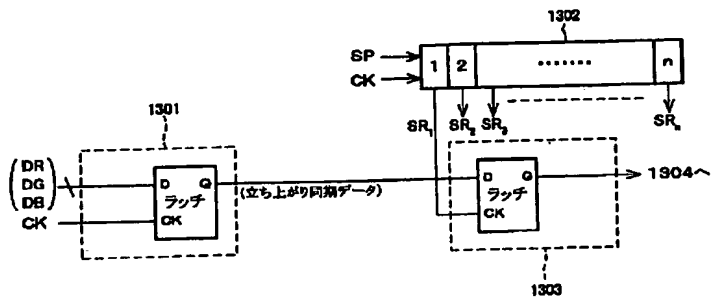 1302
SP
CK
1 2 ....... n
SR₁ SR₂ SR₃ SRₙ
1301
DR
DG
DB
CK
D Q
ラッチ
CK
(立ち上がり同期データ)
D Q
ラッチ
CK
1304へ
1303